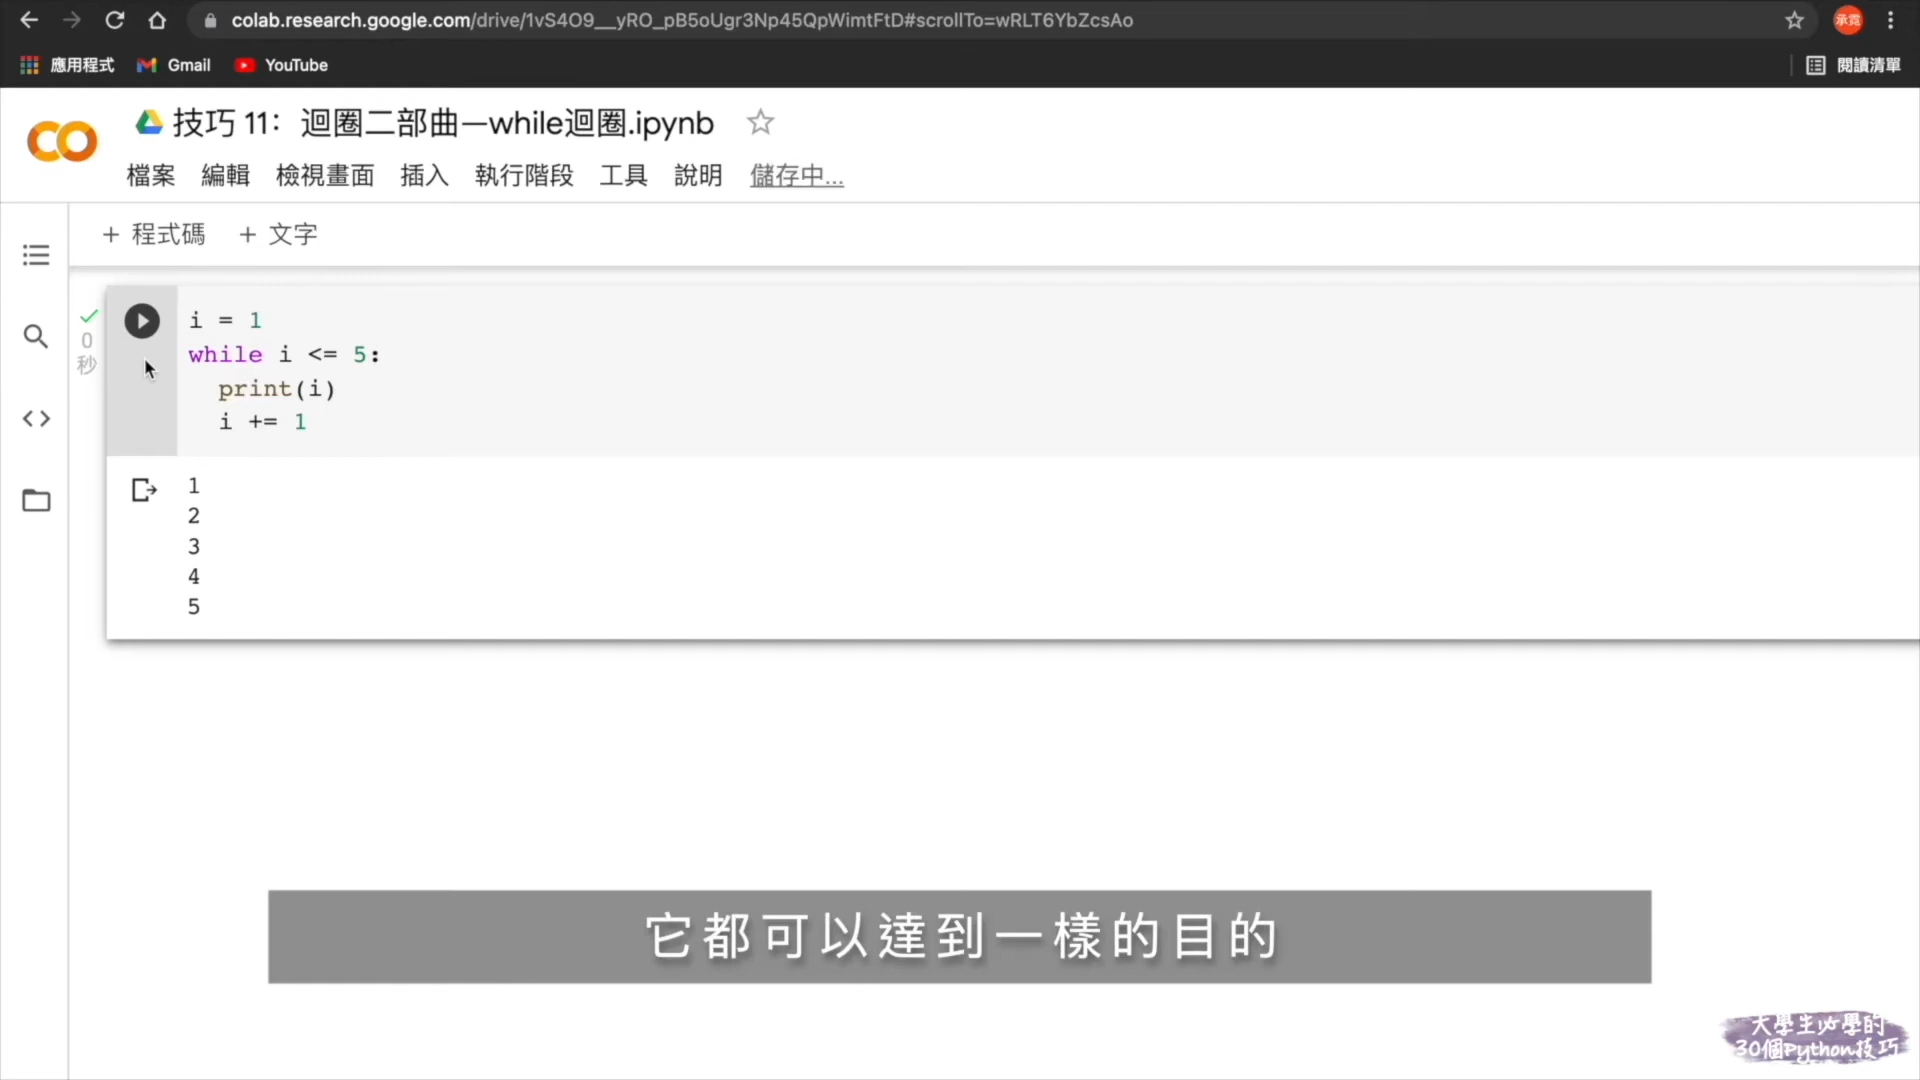 colab.research.google.com/drive/1vS4O9__yRO_pB5oUgr3Np45QpWimtFtD#scrollTo=wRLT6YbZcsAo
承霓
應用程式 Gmail YouTube 閱讀清單
技巧 11：迴圈二部曲—while迴圈.ipynb
檔案 編輯 檢視畫面 插入 執行階段 工具 說明 儲存中...
+ 程式碼 + 文字
0
秒
i = 1
while i <= 5:
print(i)
i += 1
1
2
3
4
5
它都可以達到一樣的目的
大學生必學的
30個Python技巧